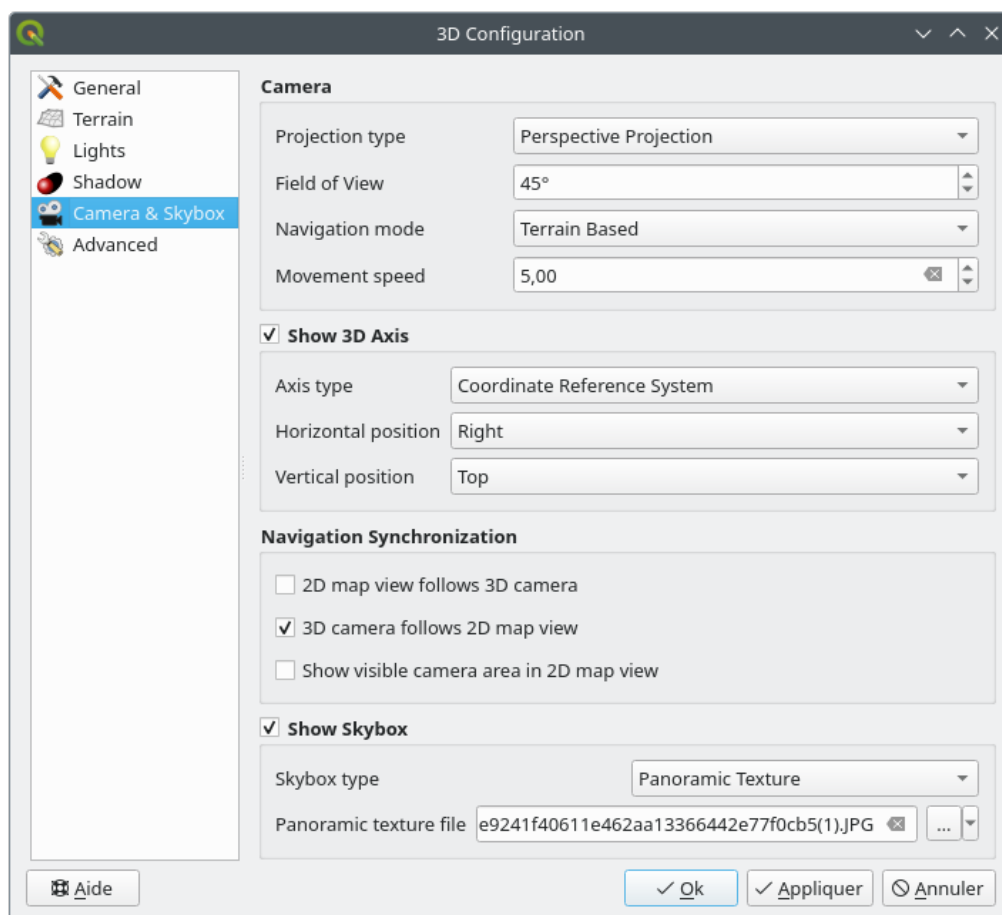 3D Configuration
General
Terrain
Lights
Shadow
Camera & Skybox
Advanced
Camera
Projection type Perspective Projection
Field of View 45°
Navigation mode Terrain Based
Movement speed 5,00
Show 3D Axis
Axis type Coordinate Reference System
Horizontal position Right
Vertical position Top
Navigation Synchronization
2D map view follows 3D camera
3D camera follows 2D map view
Show visible camera area in 2D map view
Show Skybox
Skybox type Panoramic Texture
Panoramic texture file e9241f40611e462aa13366442e77f0cb5(1).JPG ...
Aide Ok Appliquer Annuler